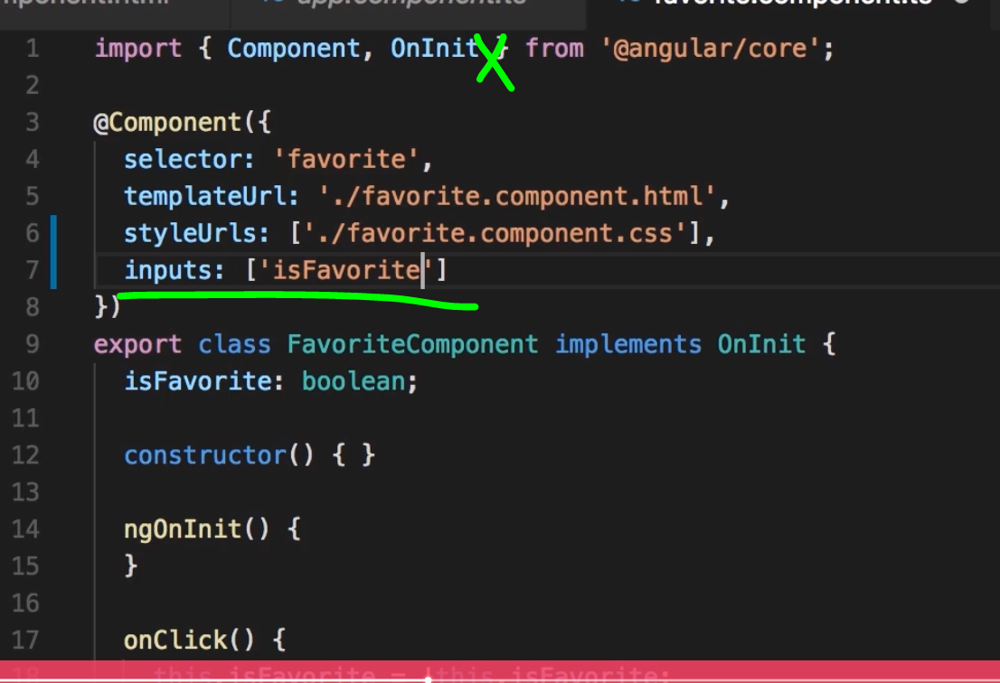 app.component.ts
favorite.component.ts
1 import { Component, OnInit } from '@angular/core';
2
3 @Component({
4 selector: 'favorite',
5 templateUrl: './favorite.component.html',
6 styleUrls: ['./favorite.component.css'],
7 inputs: ['isFavorite']
8 })
9 export class FavoriteComponent implements OnInit {
10 isFavorite: boolean;
11
12 constructor() { }
13
14 ngOnInit() {
15 }
16
17 onClick() {
18 this.isFavorite = !this.isFavorite;